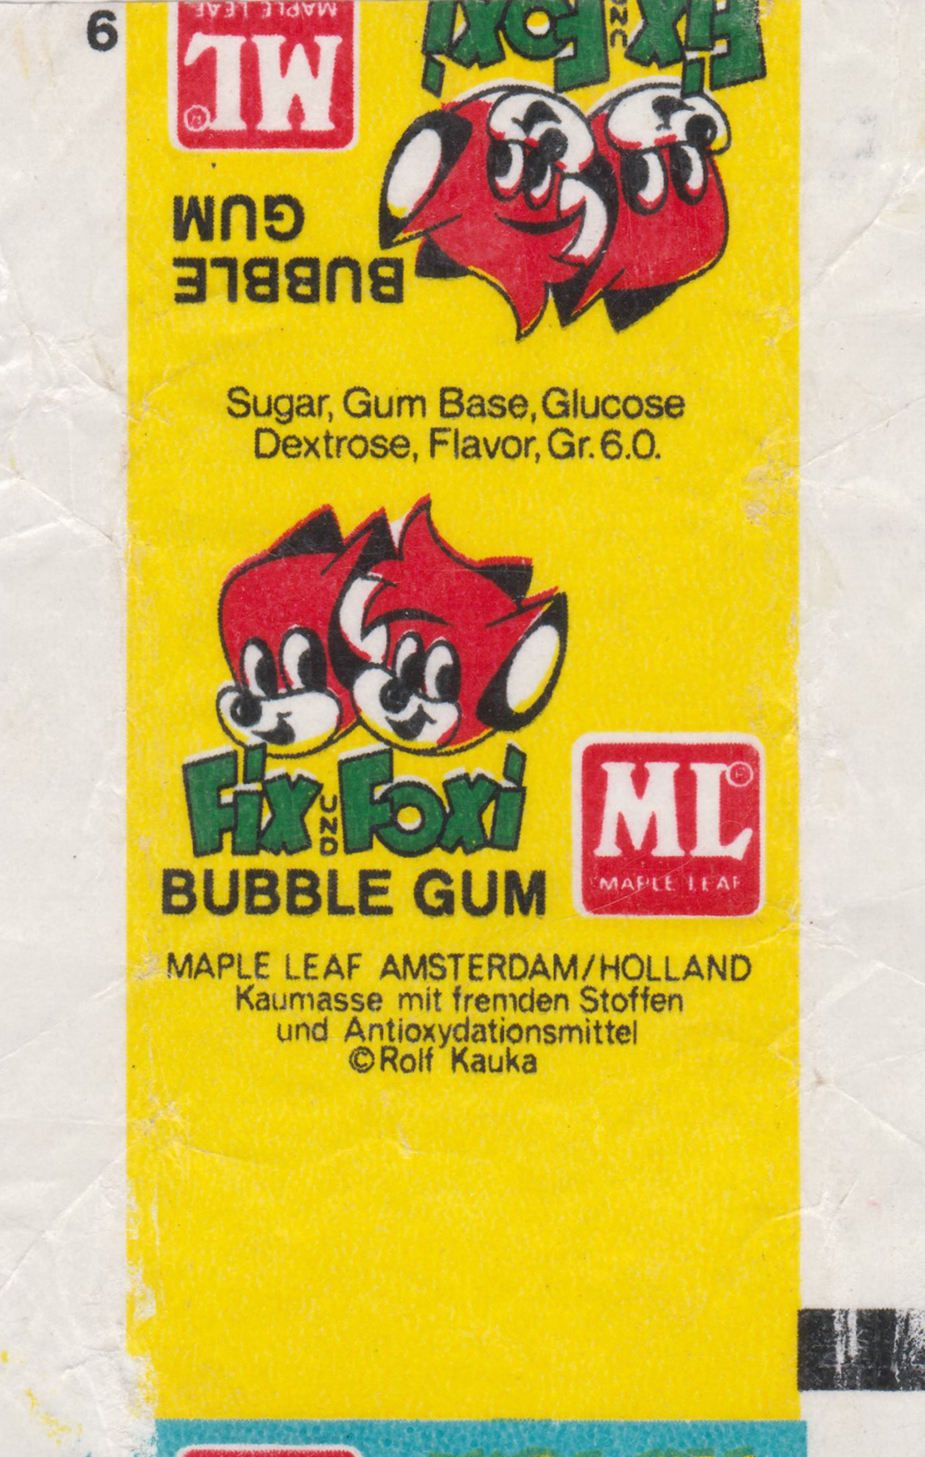 6
MAPLE LEAF
ML
Fix UND Foxi
BUBBLE
GUM
Sugar, Gum Base, Glucose
Dextrose, Flavor, Gr. 6.0.
Fix UND Foxi
BUBBLE GUM
ML®
MAPLE LEAF
MAPLE LEAF AMSTERDAM/HOLLAND
Kaumasse mit fremden Stoffen
und Antioxydationsmittel
©Rolf Kauka